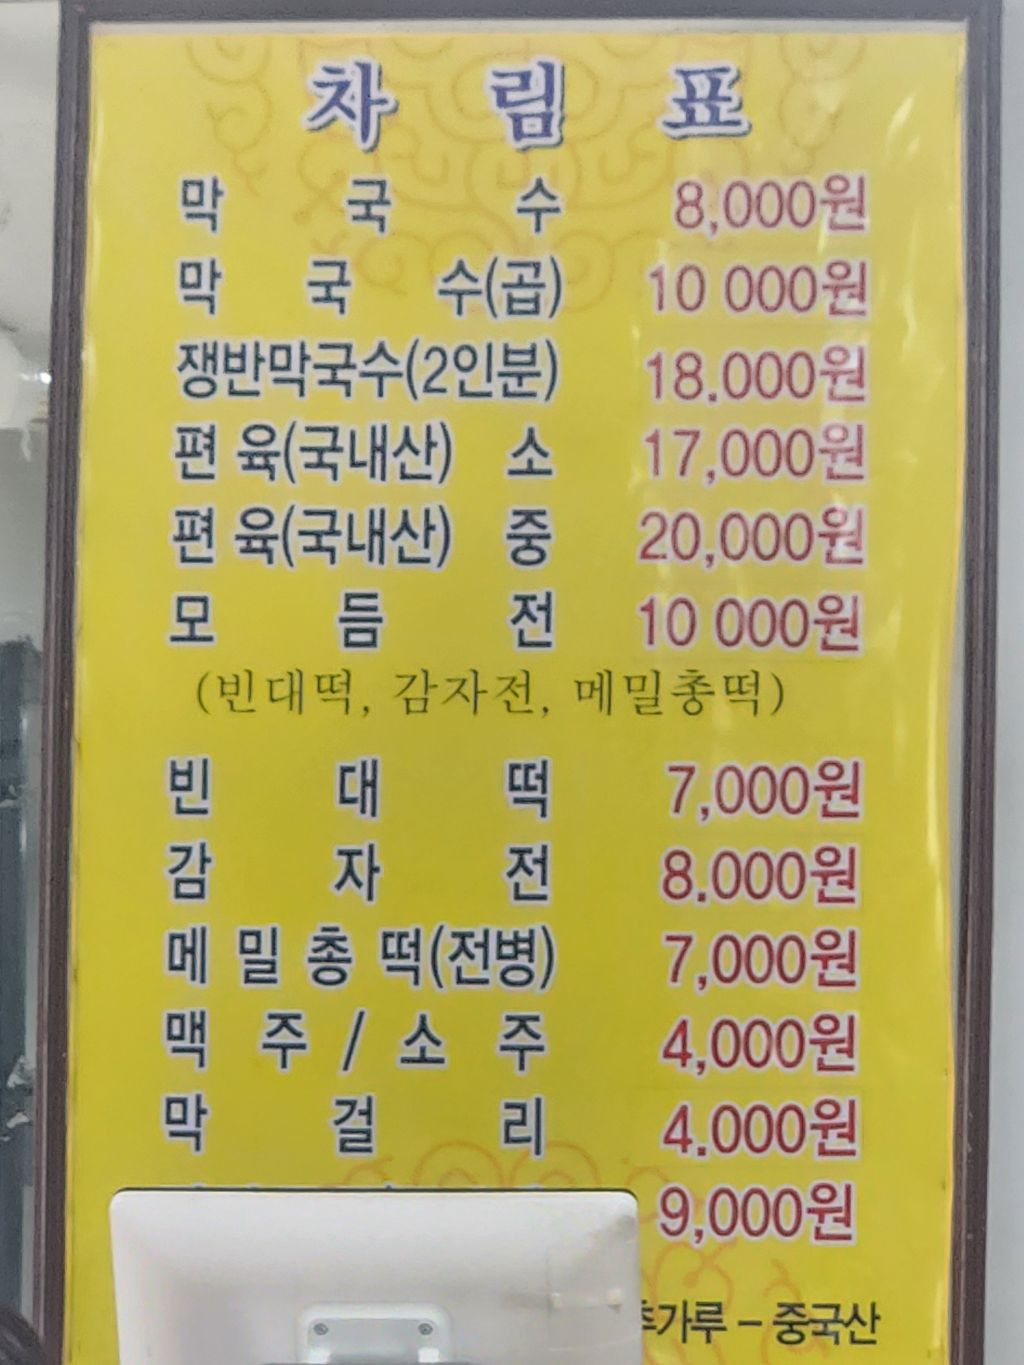 차림표
막국수 8,000원
막국수(곱) 10 000원
쟁반막국수(2인분) 18.000원
편육(국내산) 소 17,000원
편육(국내산) 중 20,000원
모듬전 10 000원
(빈대떡, 감자전, 메밀총떡)
빈대떡 7,000원
감자전 8.000원
메밀총떡(전병) 7,000원
맥주/소주 4,000원
막걸리 4.000원
9,000원
추가루 - 중국산